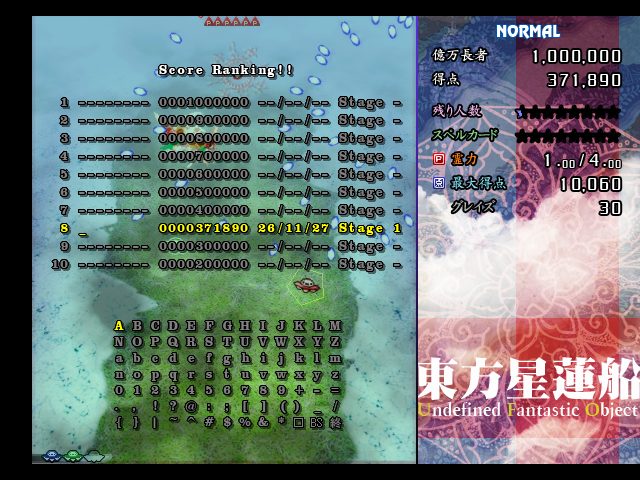 Score Ranking!!
1 -------- 0001000000 --/--/-- Stage -
2 -------- 0000900000 --/--/-- Stage -
3 -------- 0000800000 --/--/-- Stage -
4 -------- 0000700000 --/--/-- Stage -
5 -------- 0000600000 --/--/-- Stage -
6 -------- 0000500000 --/--/-- Stage -
7 -------- 0000400000 --/--/-- Stage -
8 _ 0000371890 26/11/27 Stage 1
9 -------- 0000300000 --/--/-- Stage -
10 -------- 0000200000 --/--/-- Stage -
A B C D E F G H I J K L M
N O P Q R S T U V W X Y Z
a b c d e f g h i j k l m
n o p q r s t u v w x y z
0 1 2 3 4 5 6 7 8 9 + - =
. , ! ? @ : ; [ ] ( ) _ /
{ } | ~ ^ # $ % & * □ BS 終
NORMAL
億万長者 1,000,000
得点 371,890
残り人数
スペルカード
P 霊力 1.00/4.00
点 最大得点 10,060
グレイズ 30
東方星蓮船
Undefined Fantastic Object